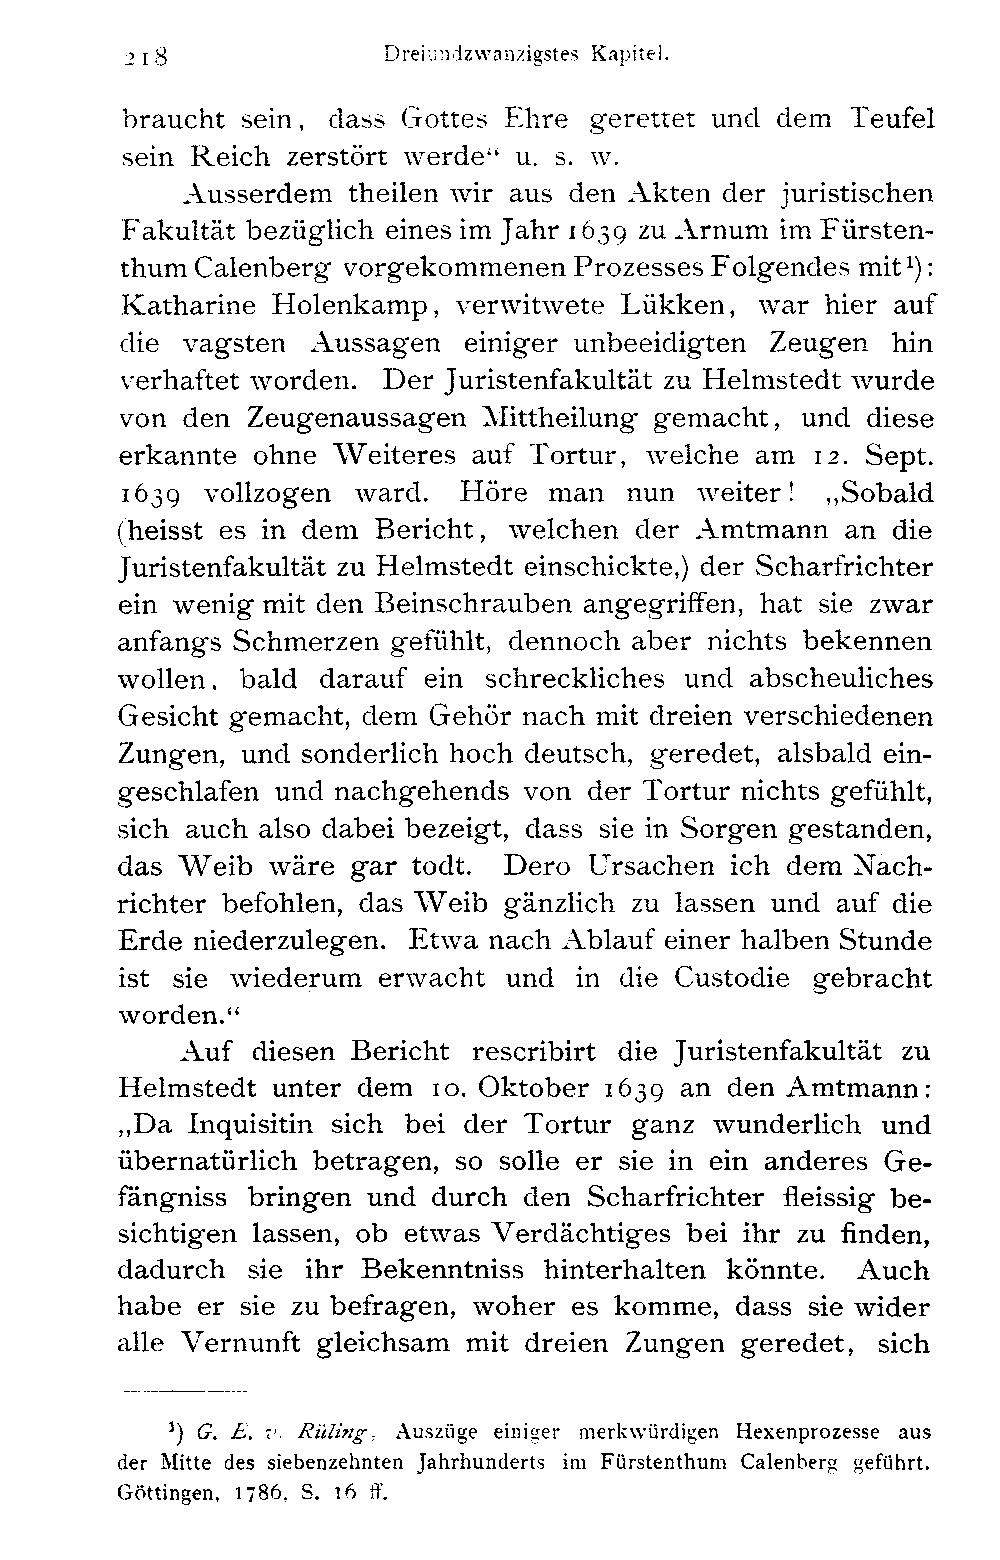 218 Dreiundzwanzigstes Kapitel.
braucht sein, dass Gottes Ehre gerettet und dem Teufel
sein Reich zerstört werde“ u. s. w.
Ausserdem theilen wir aus den Akten der juristischen
Fakultät bezüglich eines im Jahr 1639 zu Arnum im Fürsten-
thum Calenberg vorgekommenen Prozesses Folgendes mit¹):
Katharine Holenkamp, verwitwete Lükken, war hier auf
die vagsten Aussagen einiger unbeeidigten Zeugen hin
verhaftet worden. Der Juristenfakultät zu Helmstedt wurde
von den Zeugenaussagen Mittheilung gemacht, und diese
erkannte ohne Weiteres auf Tortur, welche am 12. Sept.
1639 vollzogen ward. Höre man nun weiter! „Sobald
(heisst es in dem Bericht, welchen der Amtmann an die
Juristenfakultät zu Helmstedt einschickte,) der Scharfrichter
ein wenig mit den Beinschrauben angegriffen, hat sie zwar
anfangs Schmerzen gefühlt, dennoch aber nichts bekennen
wollen, bald darauf ein schreckliches und abscheuliches
Gesicht gemacht, dem Gehör nach mit dreien verschiedenen
Zungen, und sonderlich hoch deutsch, geredet, alsbald ein-
geschlafen und nachgehends von der Tortur nichts gefühlt,
sich auch also dabei bezeigt, dass sie in Sorgen gestanden,
das Weib wäre gar todt. Dero Ursachen ich dem Nach-
richter befohlen, das Weib gänzlich zu lassen und auf die
Erde niederzulegen. Etwa nach Ablauf einer halben Stunde
ist sie wiederum erwacht und in die Custodie gebracht
worden.“
Auf diesen Bericht rescribirt die Juristenfakultät zu
Helmstedt unter dem 10. Oktober 1639 an den Amtmann:
„Da Inquisitin sich bei der Tortur ganz wunderlich und
übernatürlich betragen, so solle er sie in ein anderes Ge-
fängniss bringen und durch den Scharfrichter fleissig be-
sichtigen lassen, ob etwas Verdächtiges bei ihr zu finden,
dadurch sie ihr Bekenntniss hinterhalten könnte. Auch
habe er sie zu befragen, woher es komme, dass sie wider
alle Vernunft gleichsam mit dreien Zungen geredet, sich
¹) G. E. v. Rüling, Auszüge einiger merkwürdigen Hexenprozesse aus
der Mitte des siebenzehnten Jahrhunderts im Fürstenthum Calenberg geführt.
Göttingen, 1786, S. 16 ff.